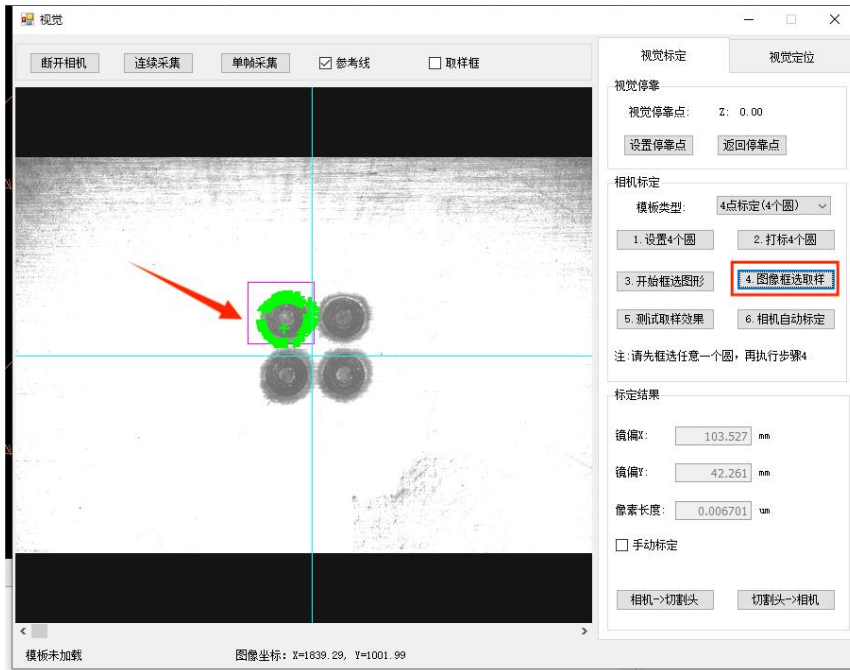 视觉
断开相机 连续采集 单帧采集 参考线 取样框
视觉标定 视觉定位
视觉停靠
视觉停靠点: Z: 0.00
设置停靠点 返回停靠点
相机标定
模板类型: 4点标定(4个圆)
1.设置4个圆 2.打标4个圆
3.开始框选图形 4.图像框选取样
5.测试取样效果 6.相机自动标定
注:请先框选任意一个圆,再执行步骤4
标定结果
镜偏X: 103.527 mm
镜偏Y: 42.261 mm
像素长度: 0.006701 um
手动标定
相机->切割头 切割头->相机
模板未加载 图像坐标: X=1839.29, Y=1001.99